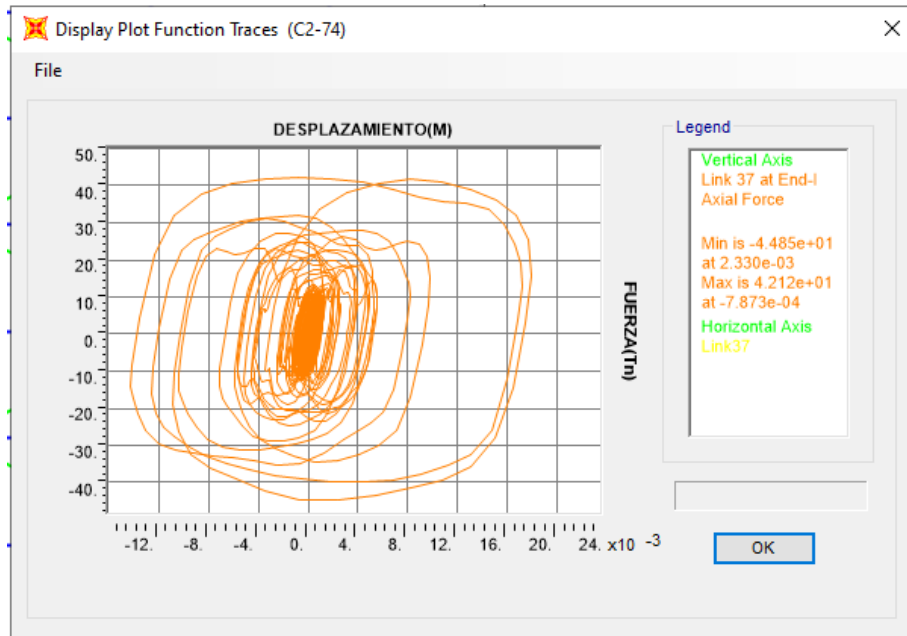 Display Plot Function Traces (C2-74)
File
DESPLAZAMIENTO(M)
50.
40.
30.
20.
10.
0.
-10.
-20.
-30.
-40.
FUERZA(Tn)
-12. -8. -4. 0. 4. 8. 12. 16. 20. 24. x10 -3
Legend
Vertical Axis
Link 37 at End-I
Axial Force
Min is -4.485e+01
at 2.330e-03
Max is 4.212e+01
at -7.873e-04
Horizontal Axis
Link37
OK